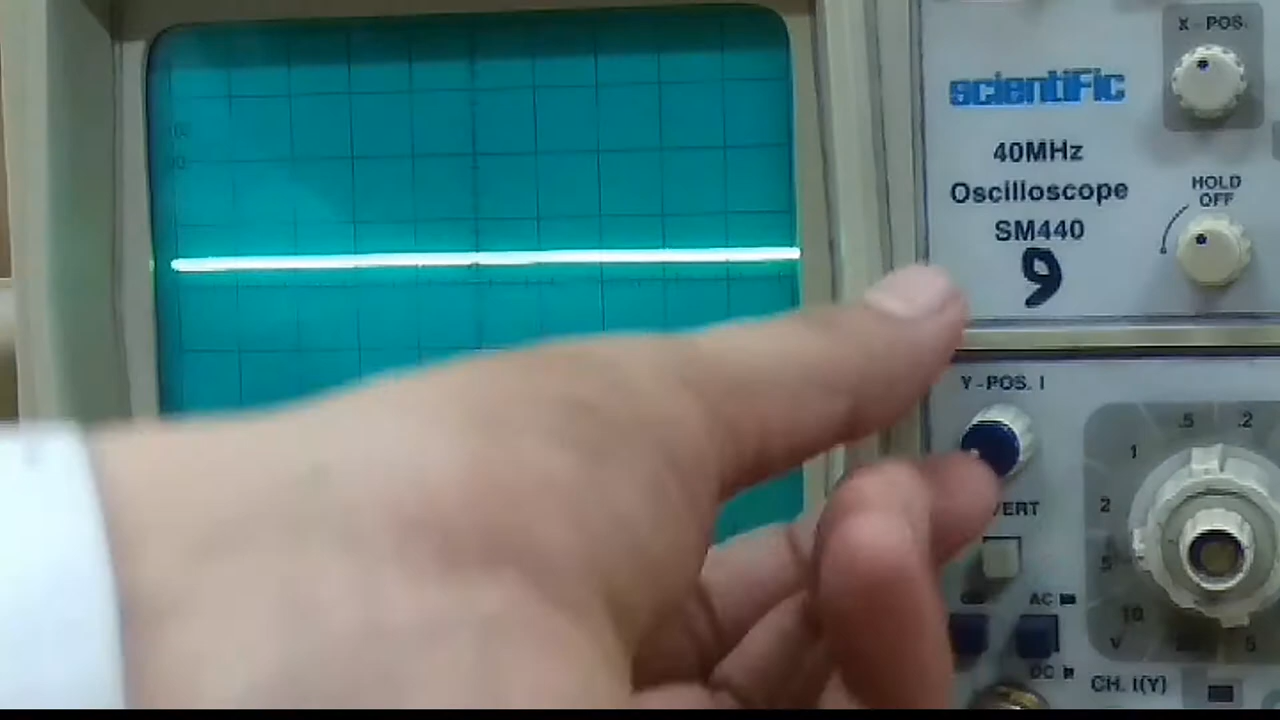 X-POS.
scientiFic
40MHz
HOLD
OFF
Oscilloscope
SM440
9
Y-POS. I
.5 .2
1
2
VERT
5
AC
10
V
5
DC
CH. I(Y)